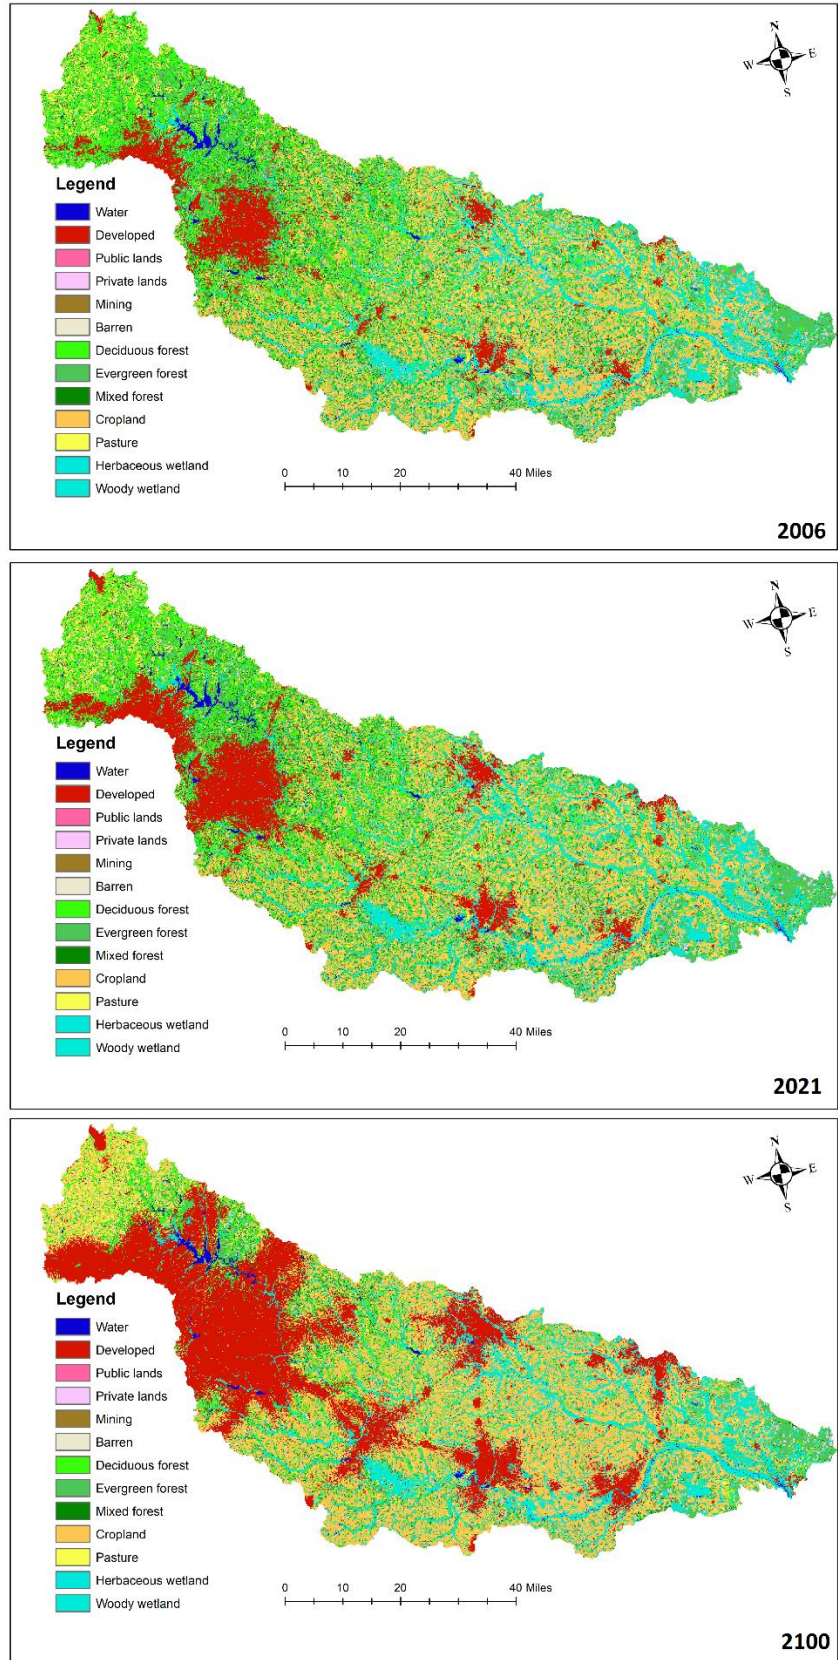 N
W E
S
Legend
Water
Developed
Public lands
Private lands
Mining
Barren
Deciduous forest
Evergreen forest
Mixed forest
Cropland
Pasture
Herbaceous wetland
Woody wetland
0 10 20 40 Miles
2006
N
W E
S
Legend
Water
Developed
Public lands
Private lands
Mining
Barren
Deciduous forest
Evergreen forest
Mixed forest
Cropland
Pasture
Herbaceous wetland
Woody wetland
0 10 20 40 Miles
2021
N
W E
S
Legend
Water
Developed
Public lands
Private lands
Mining
Barren
Deciduous forest
Evergreen forest
Mixed forest
Cropland
Pasture
Herbaceous wetland
Woody wetland
0 10 20 40 Miles
2100